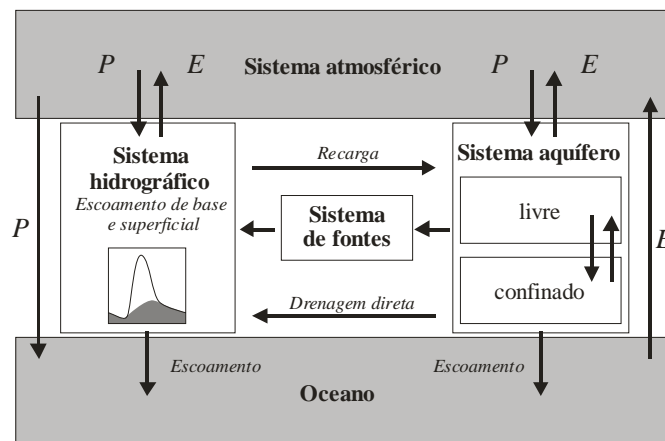 P E Sistema atmosférico P E
Sistema
hidrográfico
Escoamento de base
e superficial
Recarga
Sistema aquífero
livre
Sistema
de fontes
P
E
confinado
Drenagem direta
Escoamento
Escoamento
Oceano